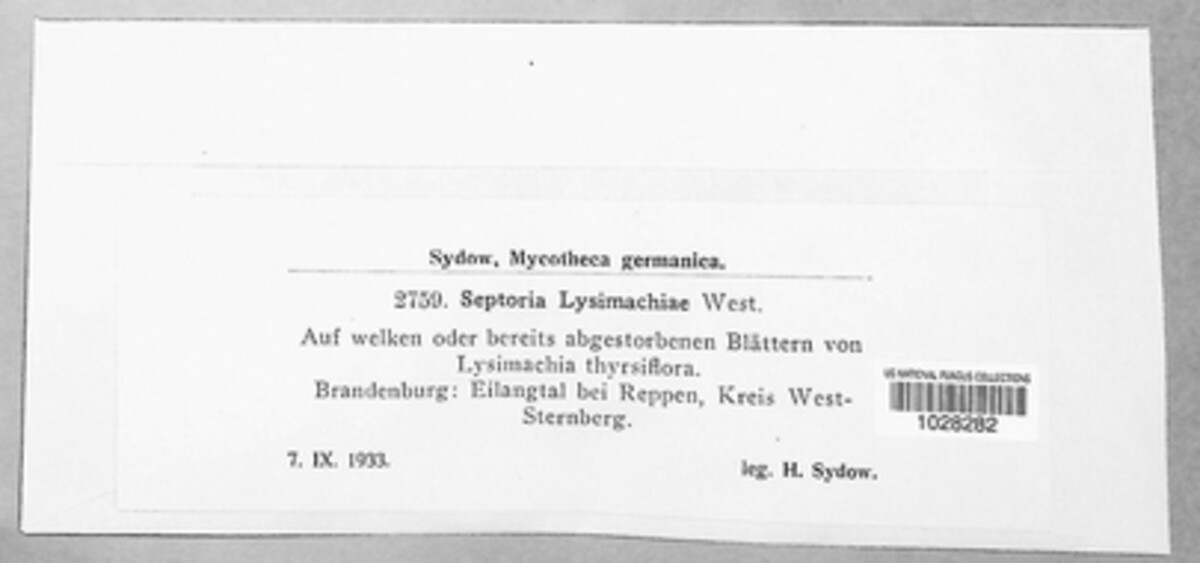 Sydow, Mycotheca germanica.
2759. Septoria Lysimachiae West.
Auf welken oder bereits abgestorbenen Blättern von
Lysimachia thyrsiflora.
Brandenburg: Eilangtal bei Reppen, Kreis West-
Sternberg.
7. IX. 1933.
leg. H. Sydow.
US NATIONAL FUNGUS COLLECTIONS
1028282